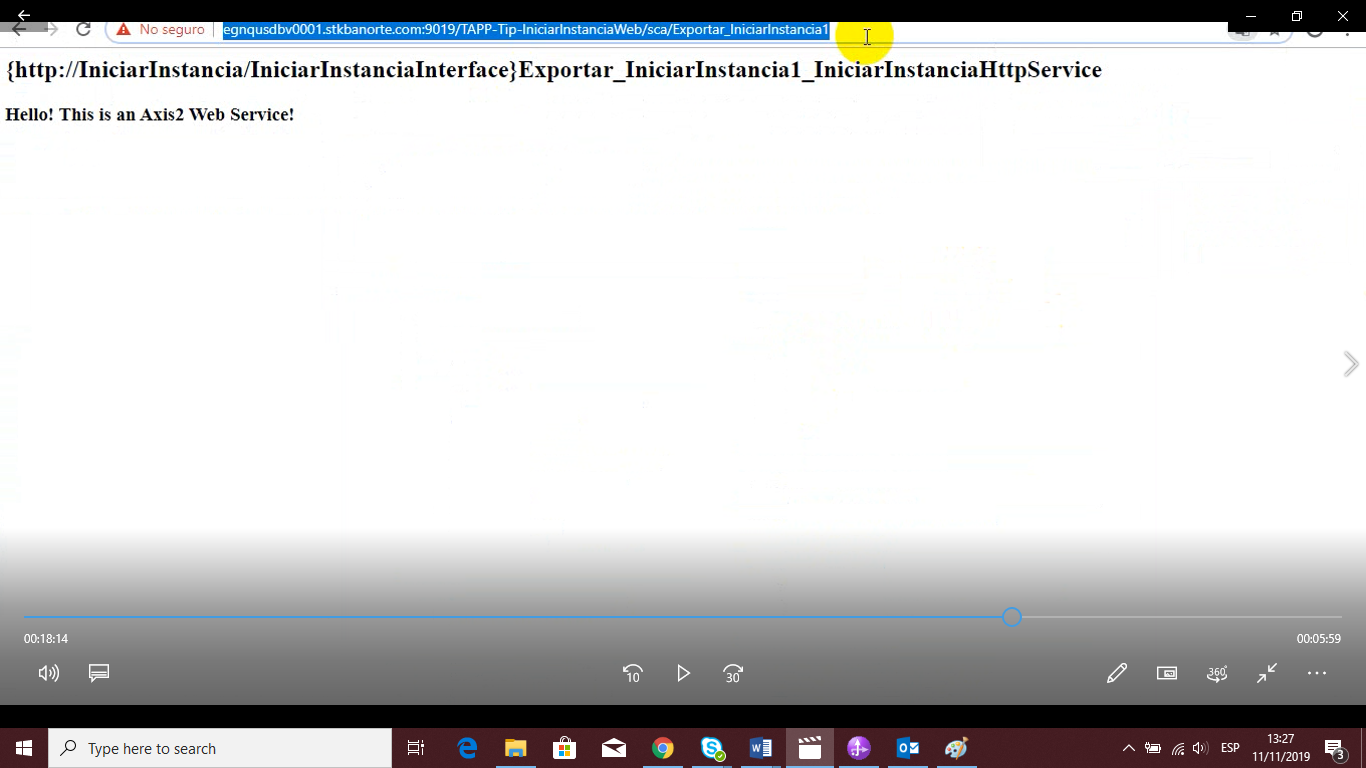 No seguro
egnqusdbv0001.stkbanorte.com:9019/TAPP-Tip-IniciarInstanciaWeb/sca/Exportar_IniciarInstancia1
{http://IniciarInstancia/IniciarInstanciaInterface}Exportar_IniciarInstancia1_IniciarInstanciaHttpService
Hello! This is an Axis2 Web Service!
00:18:14
00:05:59
10
30
360°
Type here to search
ESP
13:27
11/11/2019
3